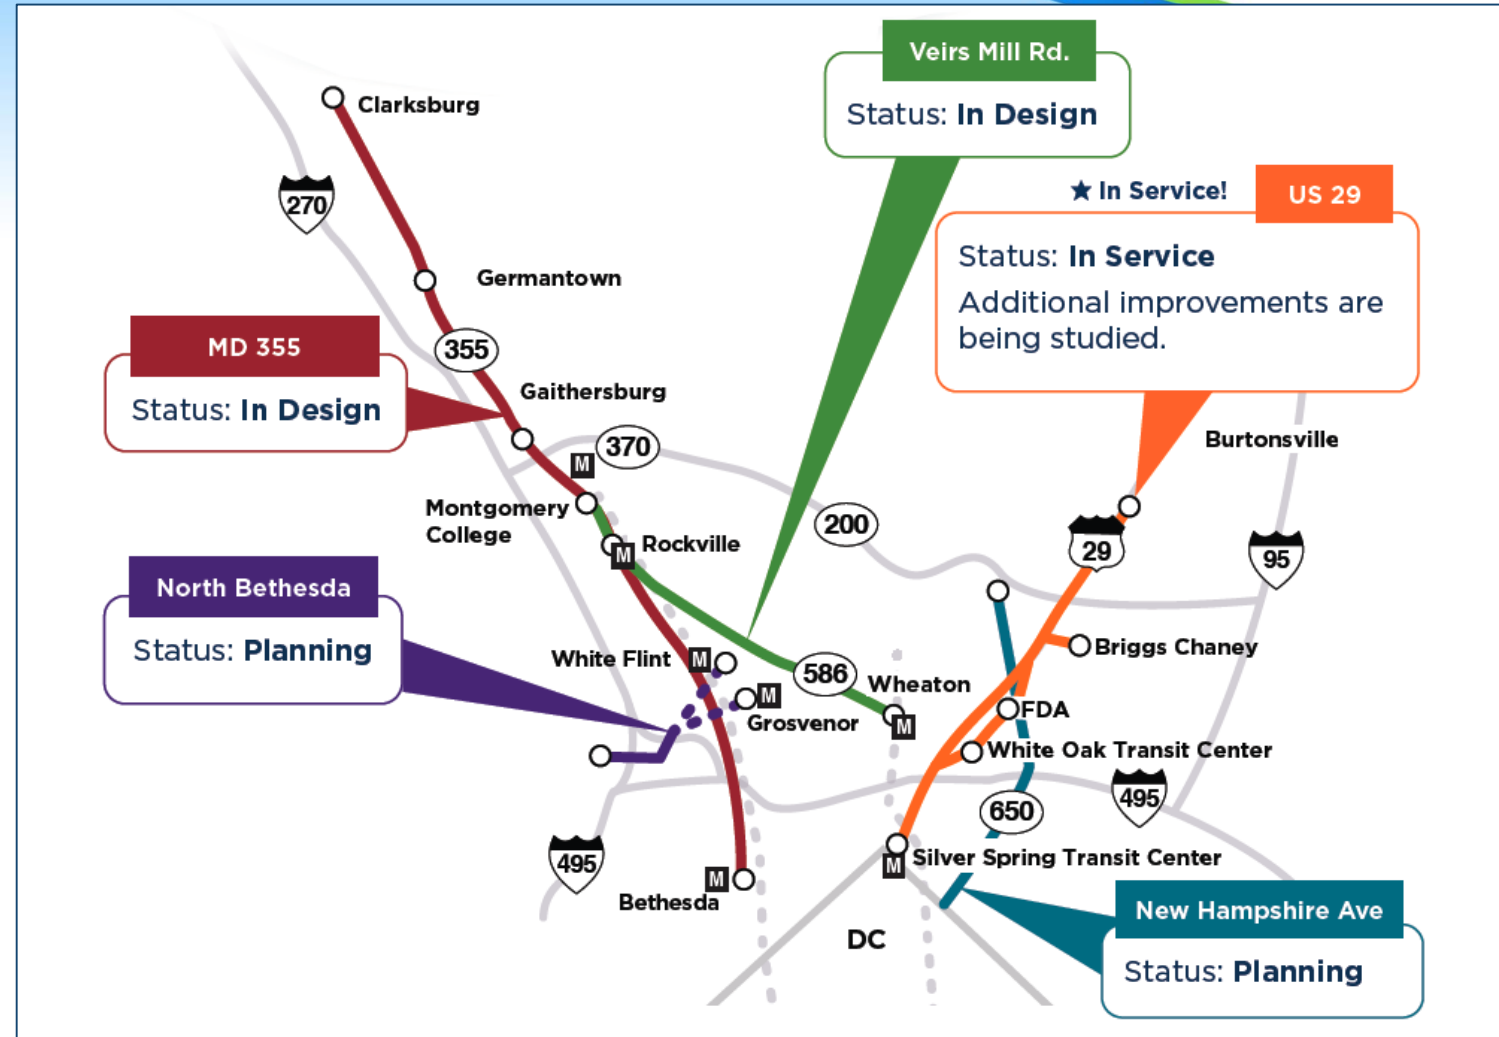 Veirs Mill Rd.
Status: In Design
Clarksburg
★ In Service!
US 29
270
Status: In Service
Additional improvements are
being studied.
Germantown
MD 355
355
Status: In Design
Gaithersburg
Burtonsville
370
M
Montgomery
College
200
Rockville
M
29
95
North Bethesda
Status: Planning
White Flint
M
Briggs Chaney
586
Wheaton
M
Grosvenor
M
FDA
White Oak Transit Center
650
495
495
Silver Spring Transit Center
M
M
Bethesda
New Hampshire Ave
DC
Status: Planning